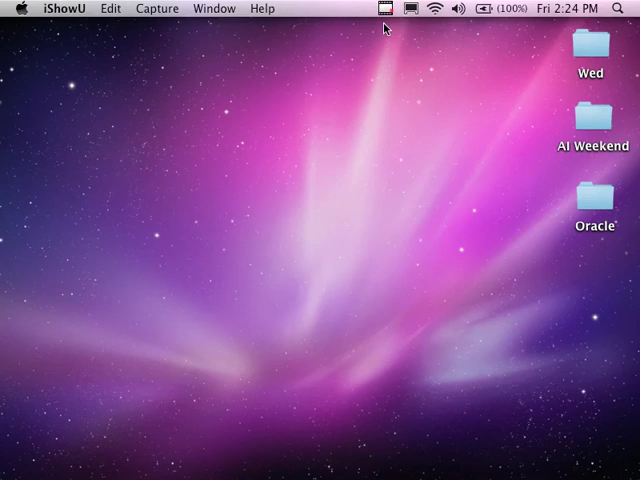 iShowU Edit Capture Window Help (100%) Fri 2:24 PM
Wed
AI Weekend
Oracle